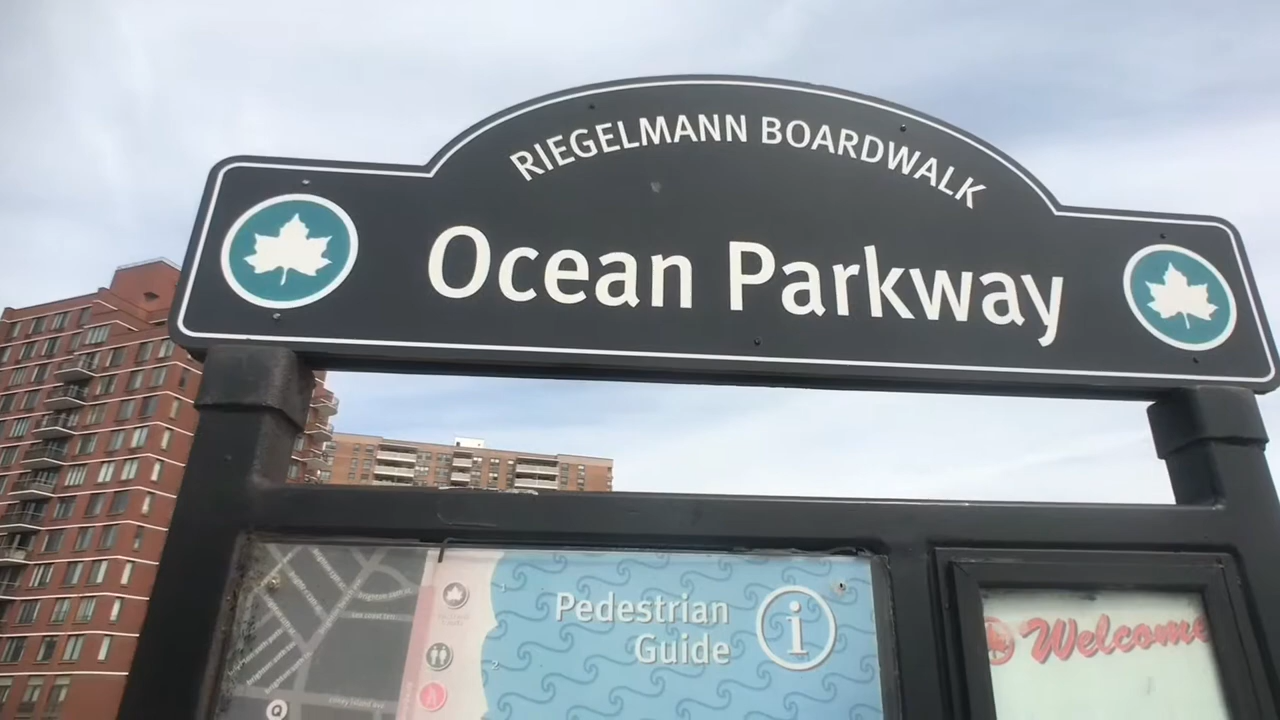 RIEGELMANN BOARDWALK
Ocean Parkway
Pedestrian
Guide
i
Welcome
Q